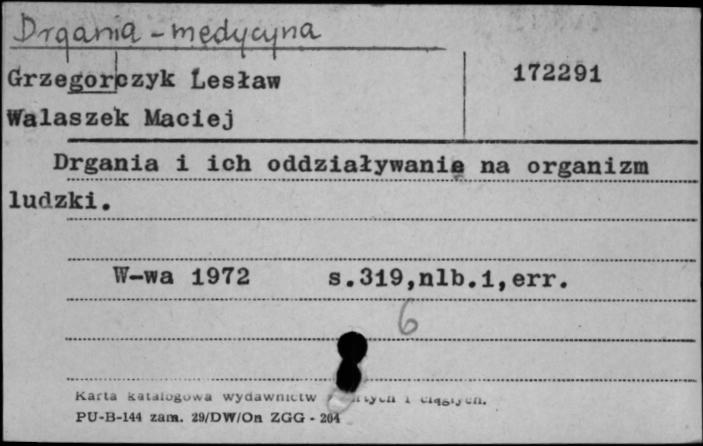 Drgania - medycyna
Grzegorczyk Lesław 172291
Walaszek Maciej
Drgania i ich oddziaływanie na organizm
ludzki.
W-wa 1972 s.319,nlb.1,err.
6
Karta katalogowa wydawnictw i ciągłych.
PU-B-144 zam. 29/DW/On ZGG - 204